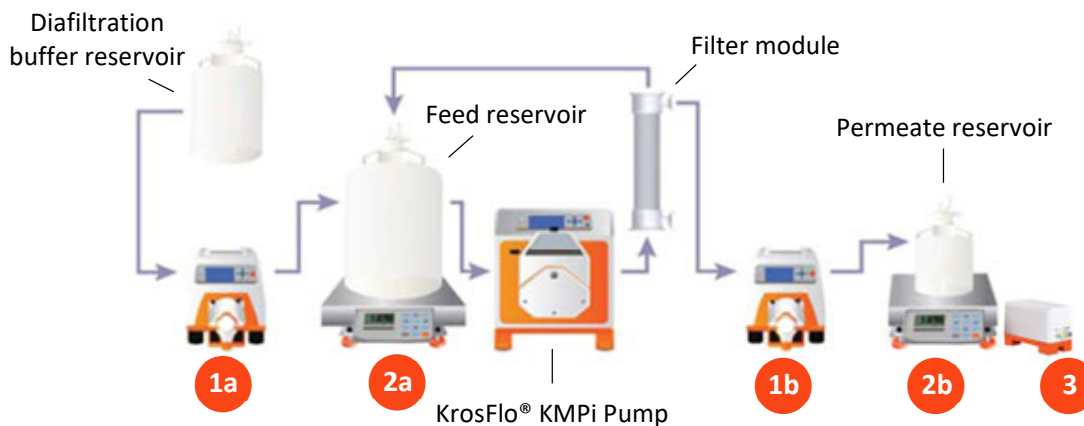 Diafiltration
buffer reservoir
Feed reservoir
Filter module
Permeate reservoir
1a
2a
1b
2b
3
KrosFlo® KMPi Pump